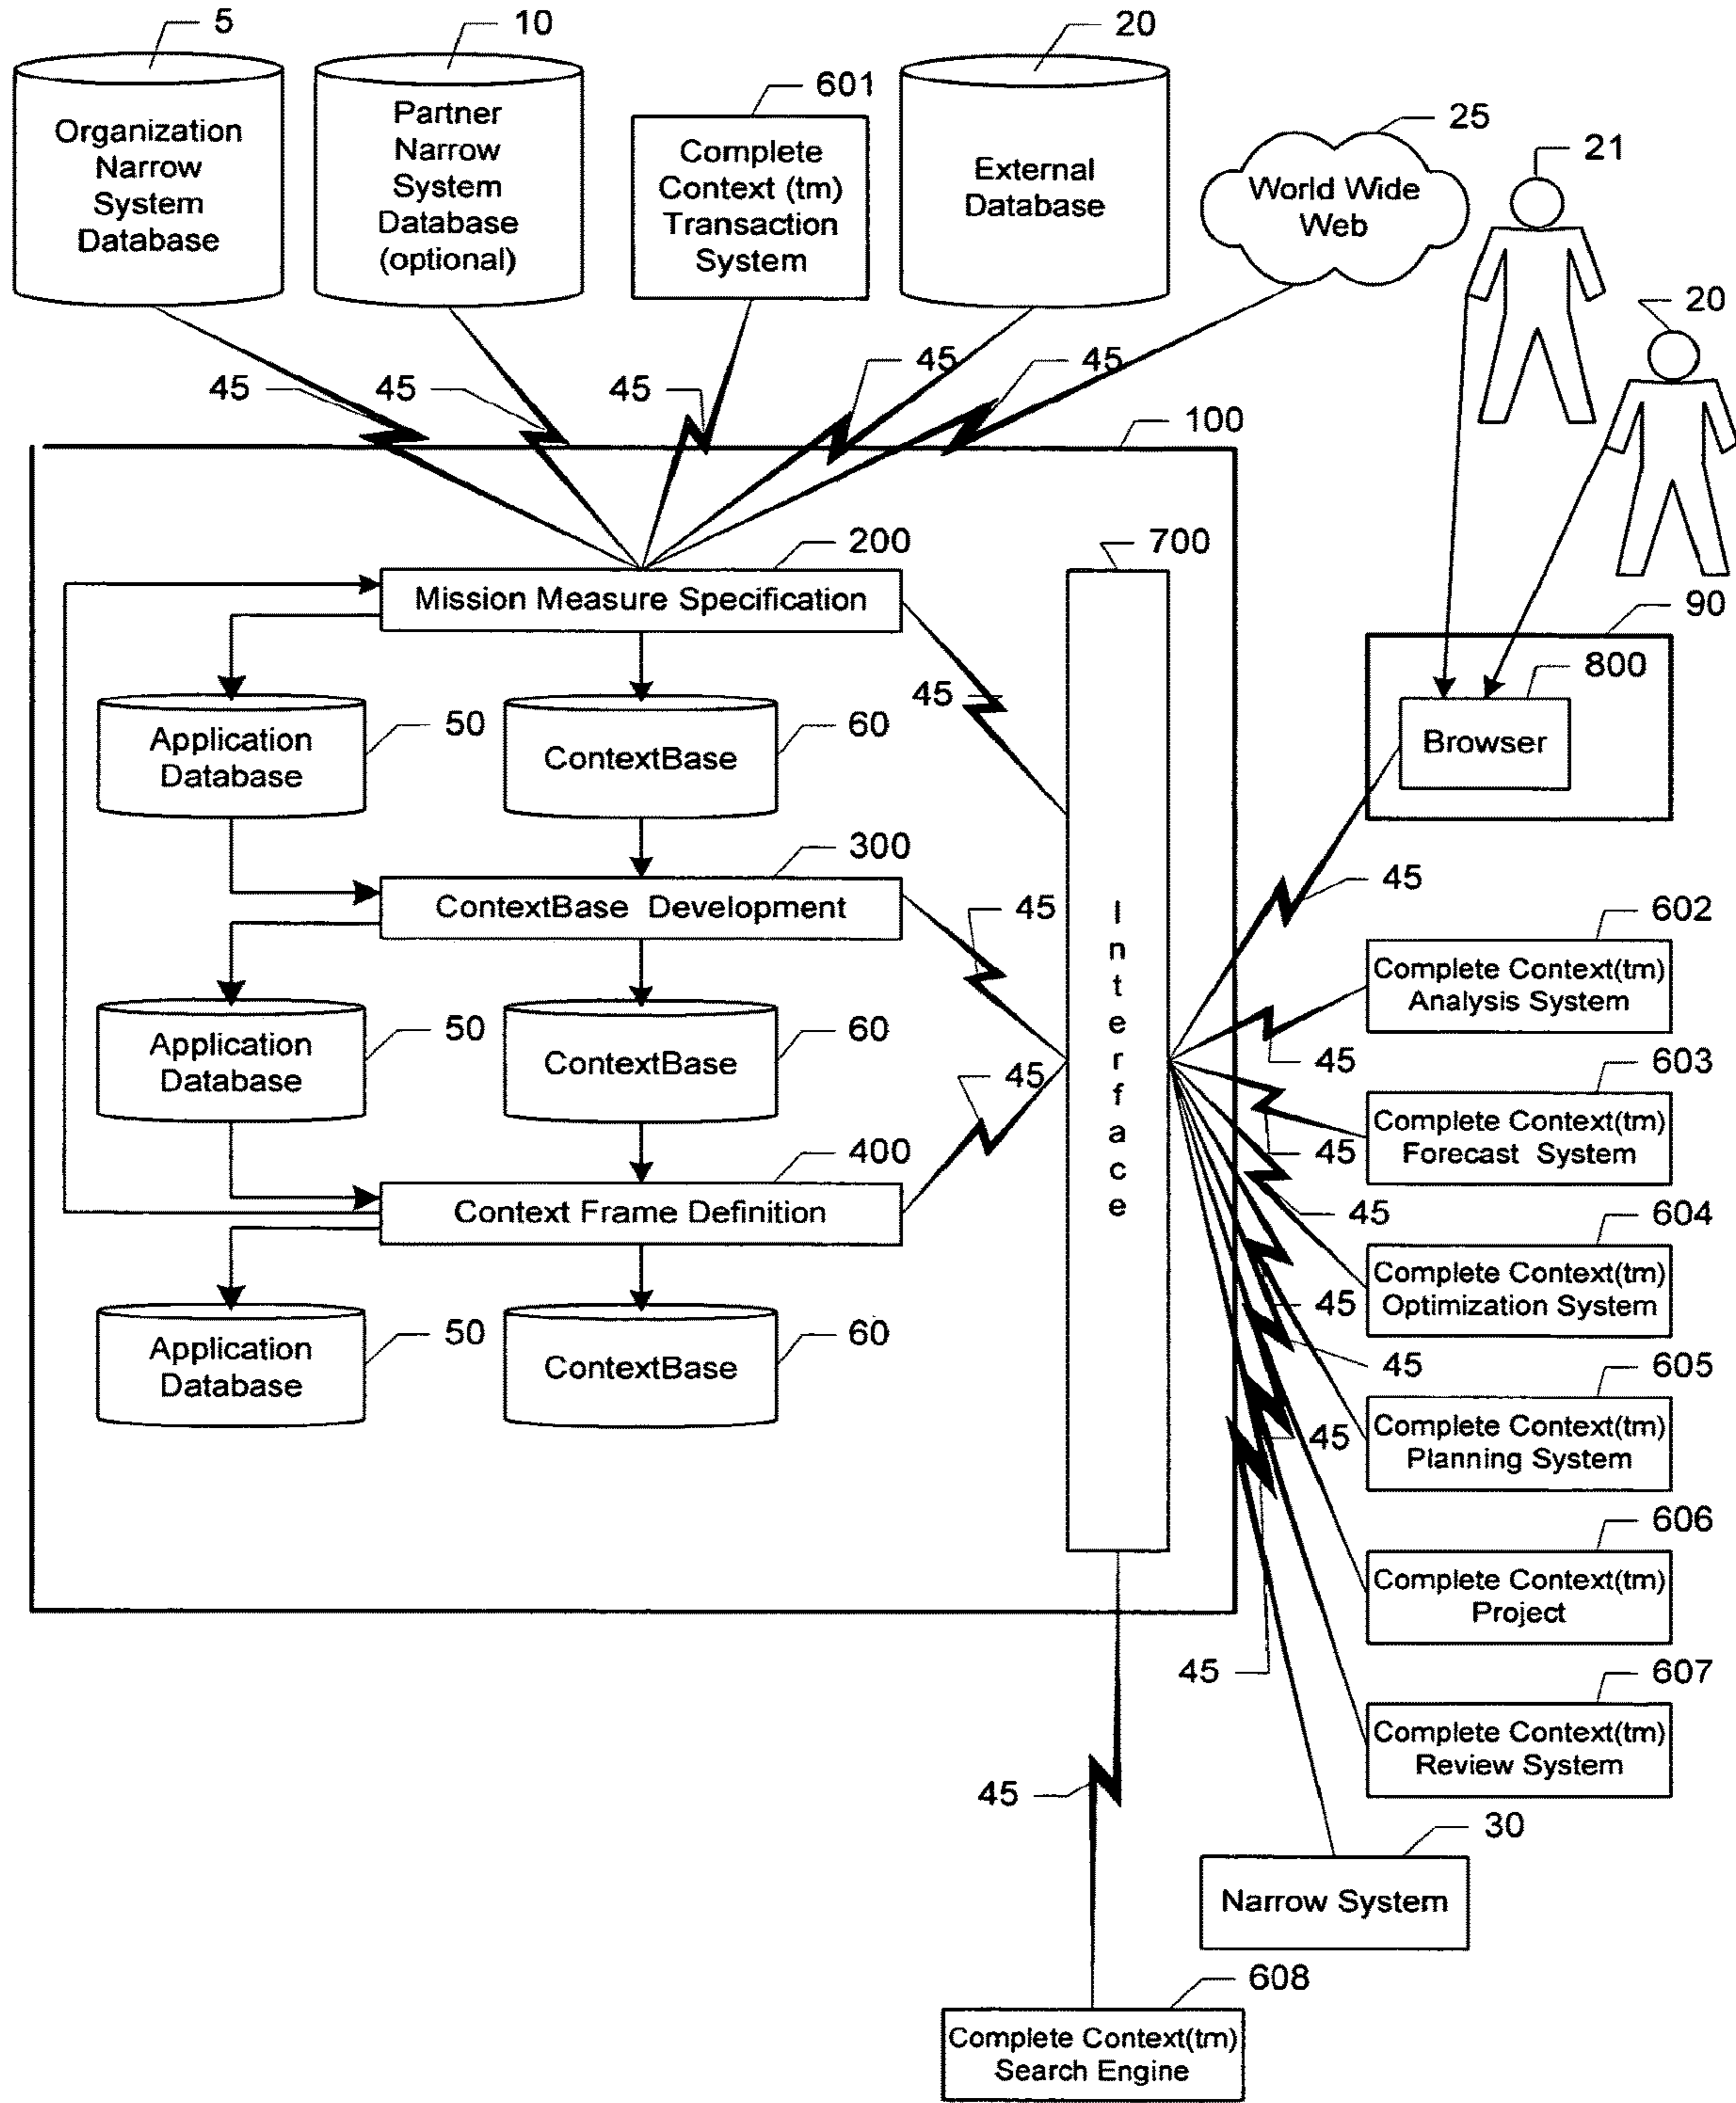 5
10
20
601
25
21
Organization
Narrow
System
Database
Partner
Narrow
System
Database
(optional)
Complete
Context (tm)
Transaction
System
External
Database
World Wide
Web
20
45
45
45
45
45
100
200
700
90
Mission Measure Specification
800
45
Browser
Application
Database
50
ContextBase
60
300
45
ContextBase Development
45
Interface
602
Complete Context(tm)
Analysis System
Application
Database
50
ContextBase
60
45
45
603
Complete Context(tm)
Forecast System
45
400
Context Frame Definition
45
604
Complete Context(tm)
Optimization System
45
Application
Database
50
ContextBase
60
45
605
Complete Context(tm)
Planning System
45
606
Complete Context(tm)
Project
45
607
Complete Context(tm)
Review System
45
30
Narrow System
608
Complete Context(tm)
Search Engine